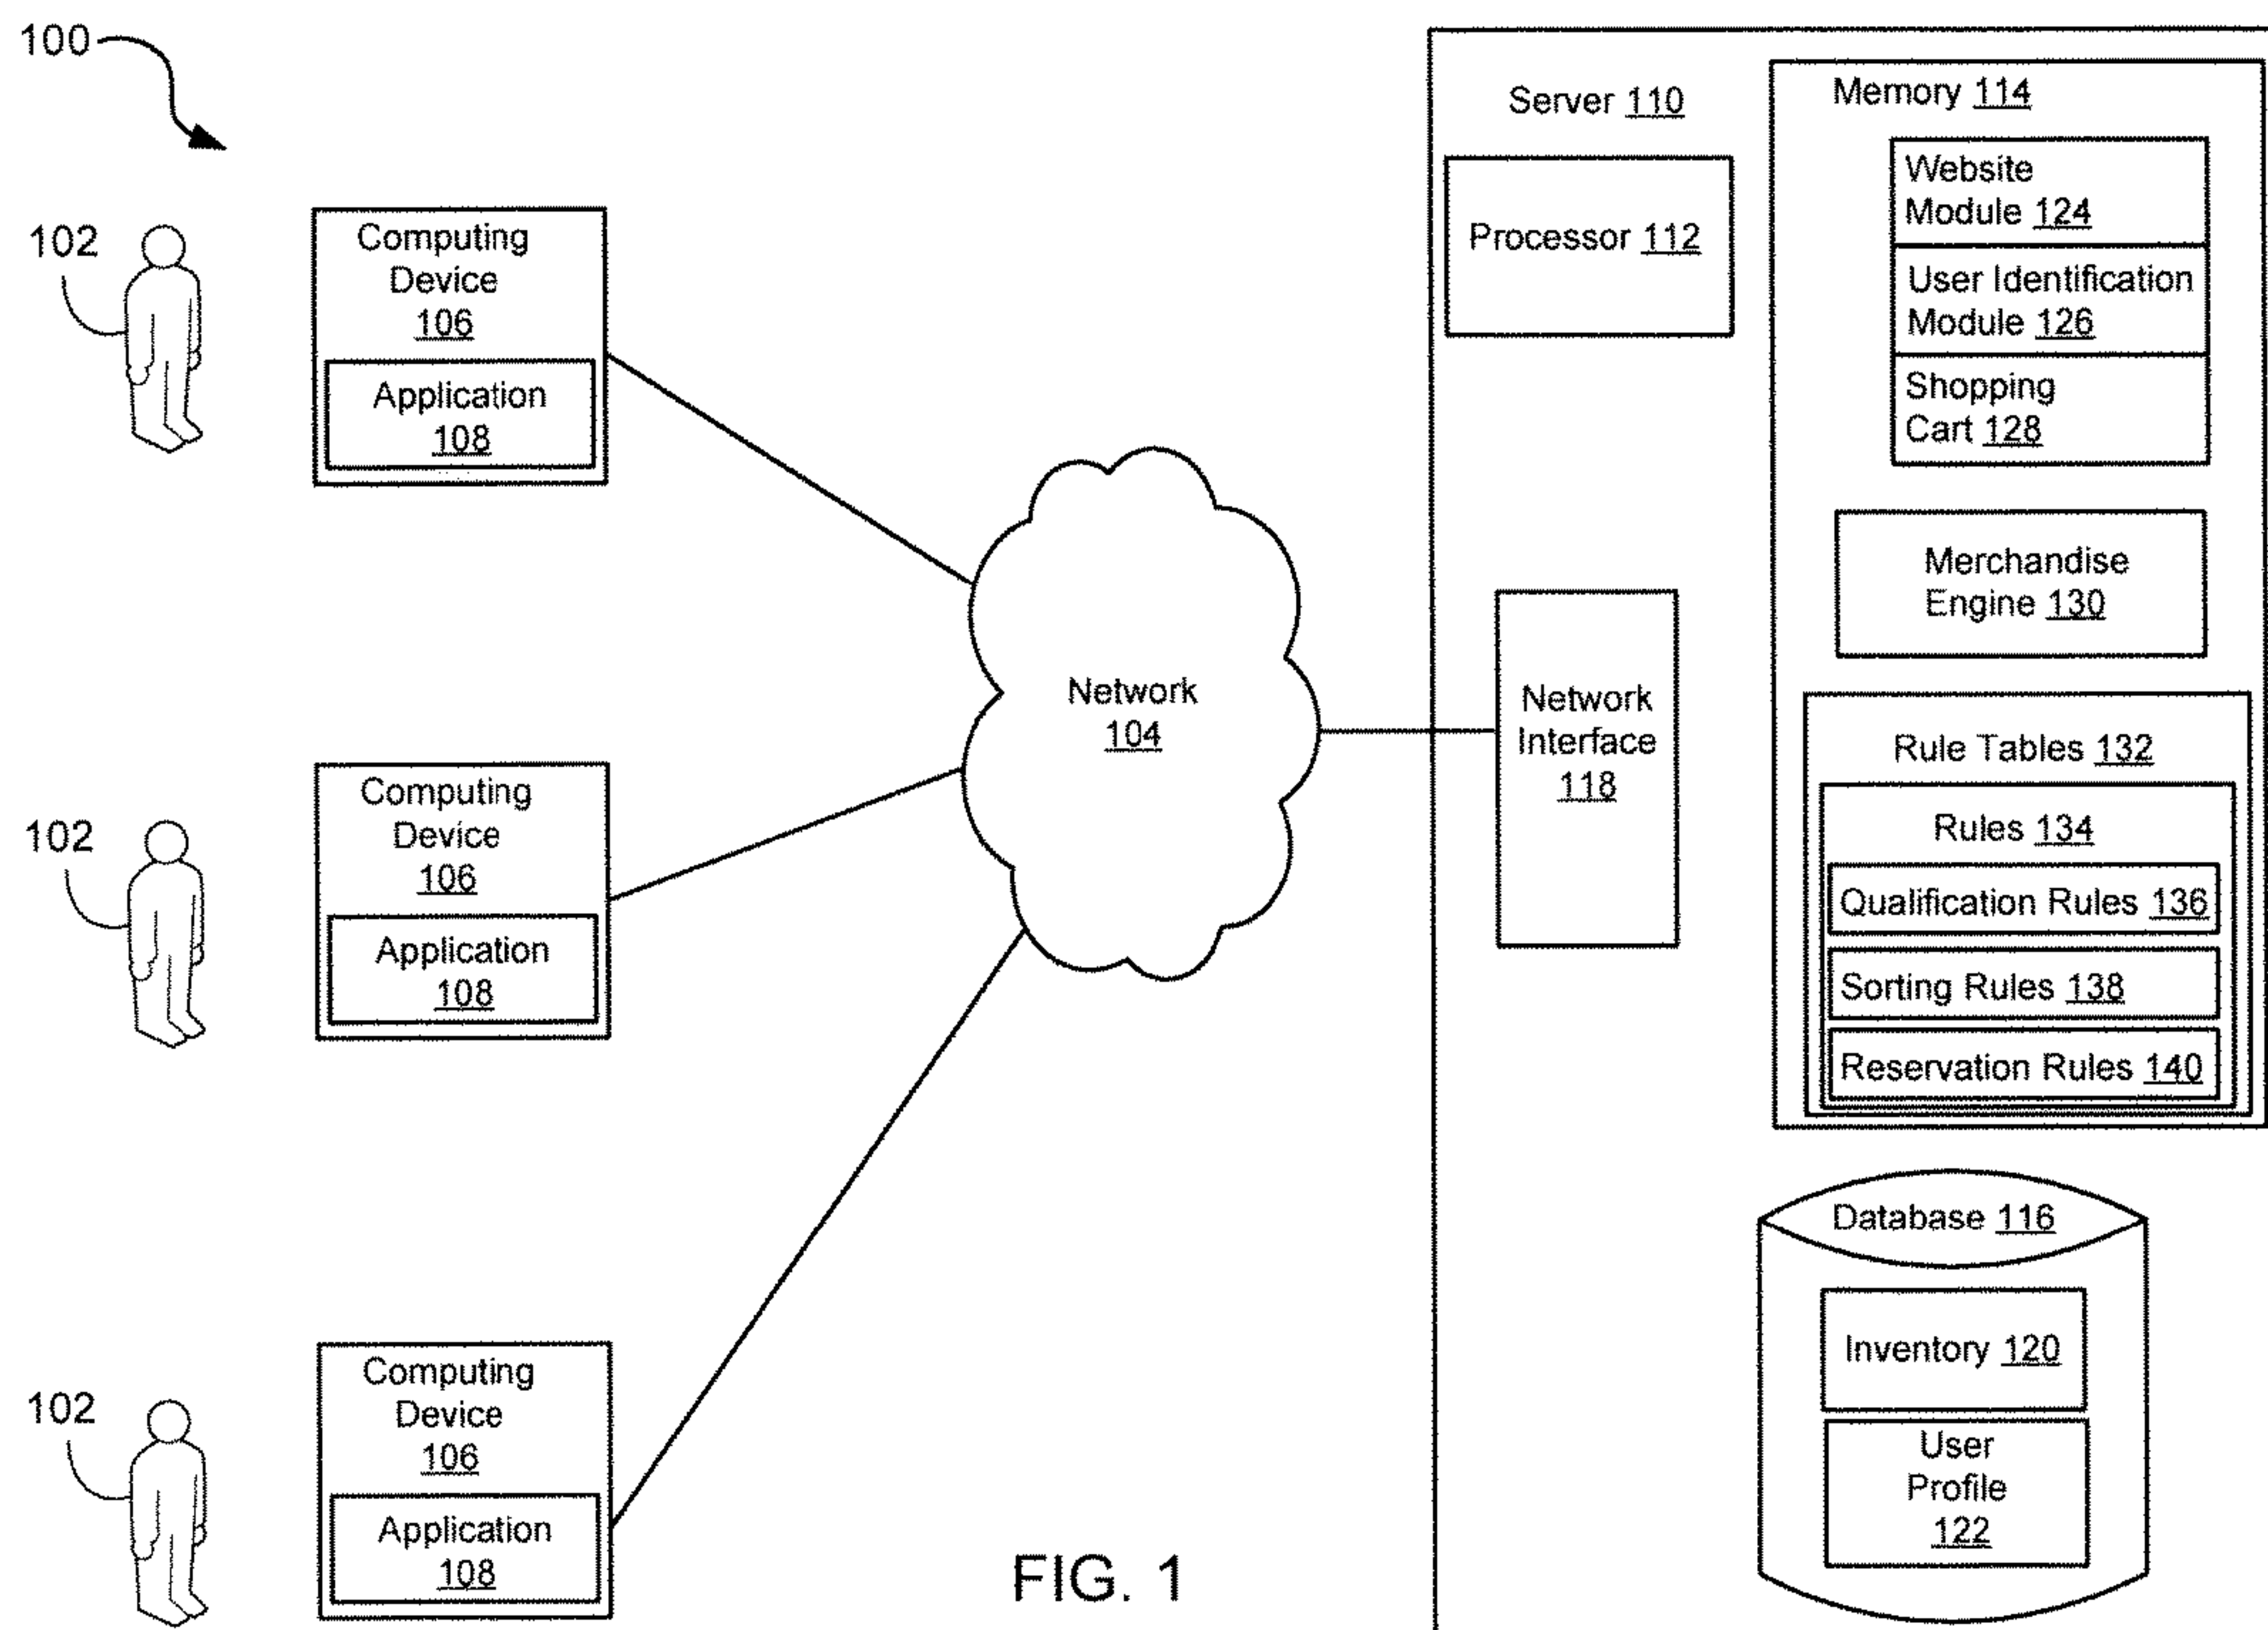 100
102
Computing
Device
106
Application
108
102
Computing
Device
106
Application
108
102
Computing
Device
106
Application
108
Network
104
FIG. 1
Server 110
Processor 112
Network
Interface
118
Memory 114
Website
Module 124
User Identification
Module 126
Shopping
Cart 128
Merchandise
Engine 130
Rule Tables 132
Rules 134
Qualification Rules 136
Sorting Rules 138
Reservation Rules 140
Database 116
Inventory 120
User
Profile
122